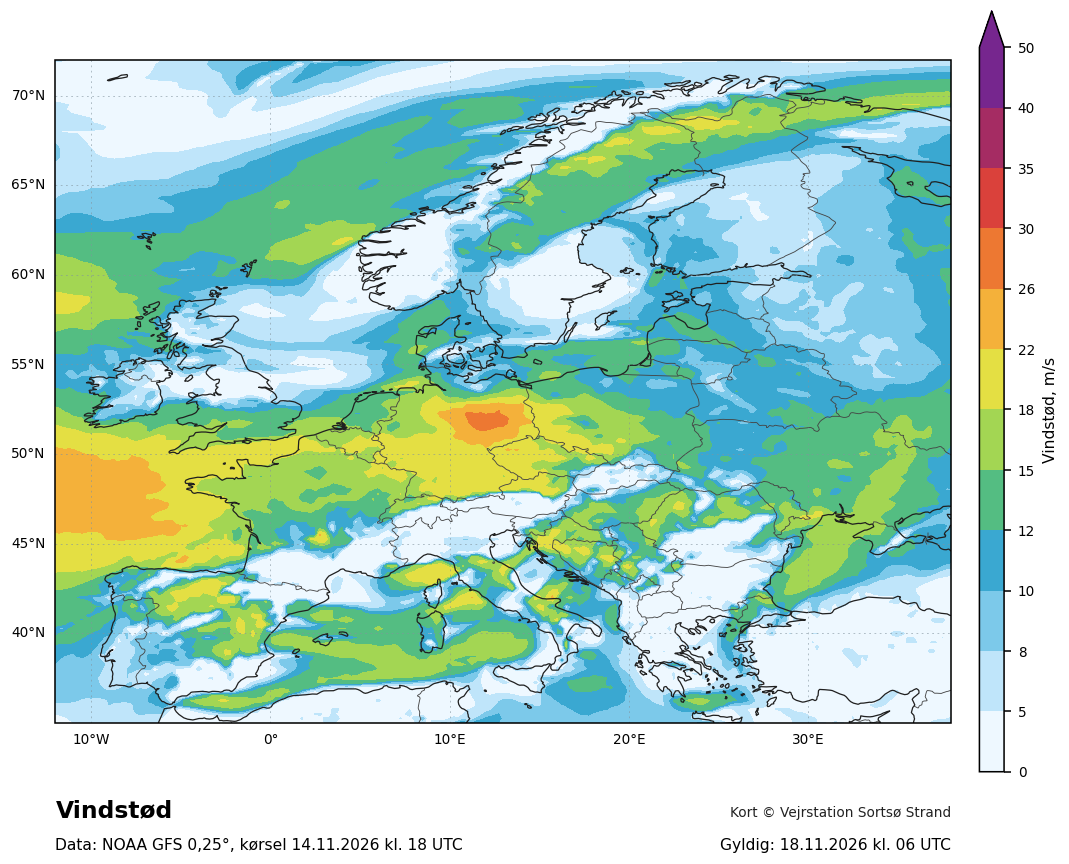 50
40
35
30
26
22
18
15
12
10
8
5
0
Vindstød, m/s
70°N
65°N
60°N
55°N
50°N
45°N
40°N
10°W
0°
10°E
20°E
30°E
Vindstød
Kort © Vejrstation Sortsø Strand
Data: NOAA GFS 0,25°, kørsel 14.11.2026 kl. 18 UTC
Gyldig: 18.11.2026 kl. 06 UTC